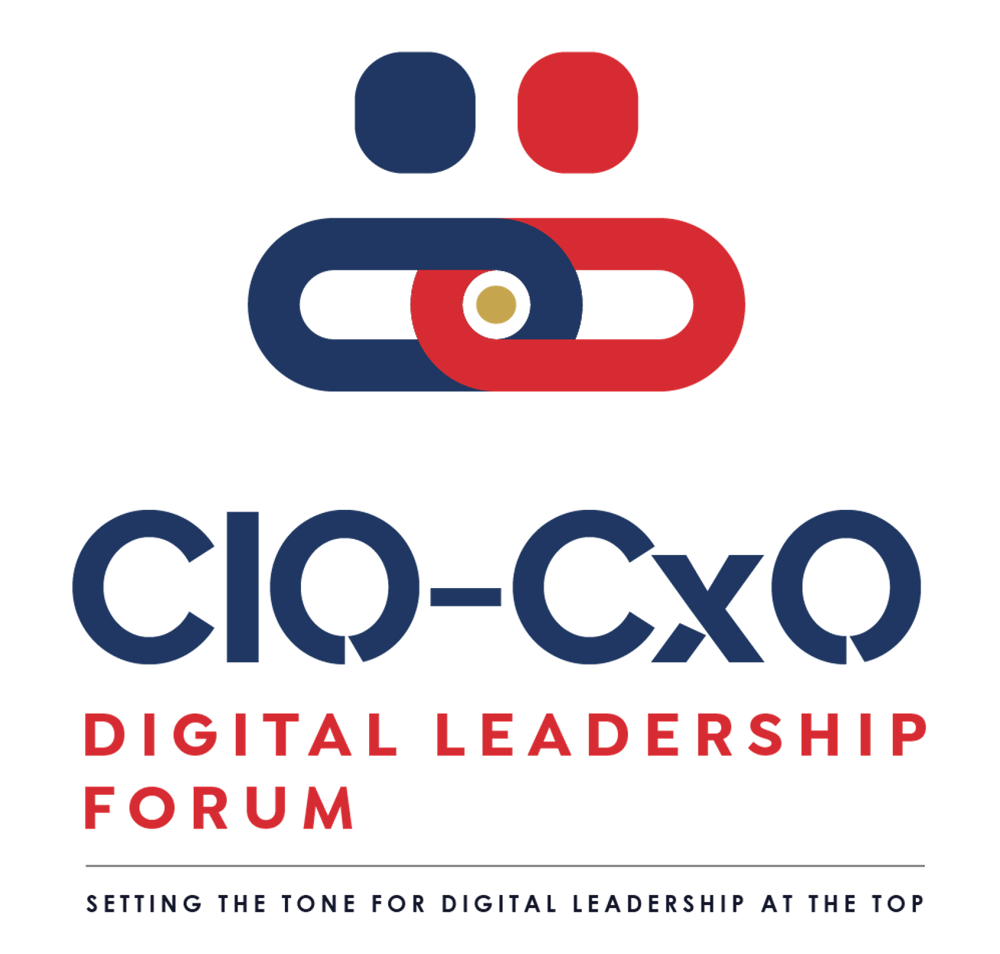 CIO-CxO
DIGITAL LEADERSHIP
FORUM
SETTING THE TONE FOR DIGITAL LEADERSHIP AT THE TOP